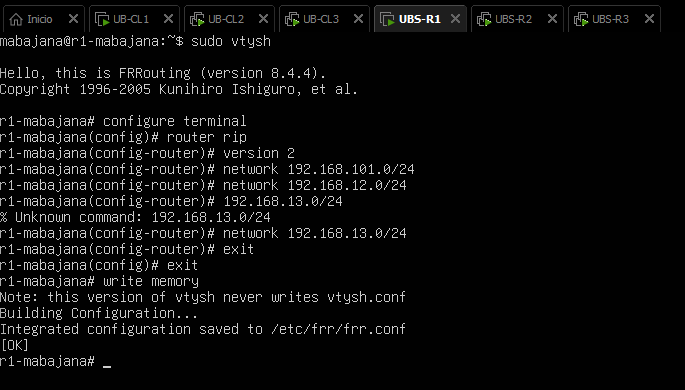 Inicio UB-CL1 UB-CL2 UB-CL3 UBS-R1 UBS-R2 UBS-R3
mabajana@r1-mabajana:~$ sudo vtysh
Hello, this is FRRouting (version 8.4.4).
Copyright 1996-2005 Kunihiro Ishiguro, et al.
r1-mabajana# configure terminal
r1-mabajana(config)# router rip
r1-mabajana(config-router)# version 2
r1-mabajana(config-router)# network 192.168.101.0/24
r1-mabajana(config-router)# network 192.168.12.0/24
r1-mabajana(config-router)# 192.168.13.0/24
% Unknown command: 192.168.13.0/24
r1-mabajana(config-router)# network 192.168.13.0/24
r1-mabajana(config-router)# exit
r1-mabajana(config)# exit
r1-mabajana# write memory
Note: this version of vtysh never writes vtysh.conf
Building Configuration...
Integrated configuration saved to /etc/frr/frr.conf
[OK]
r1-mabajana# _